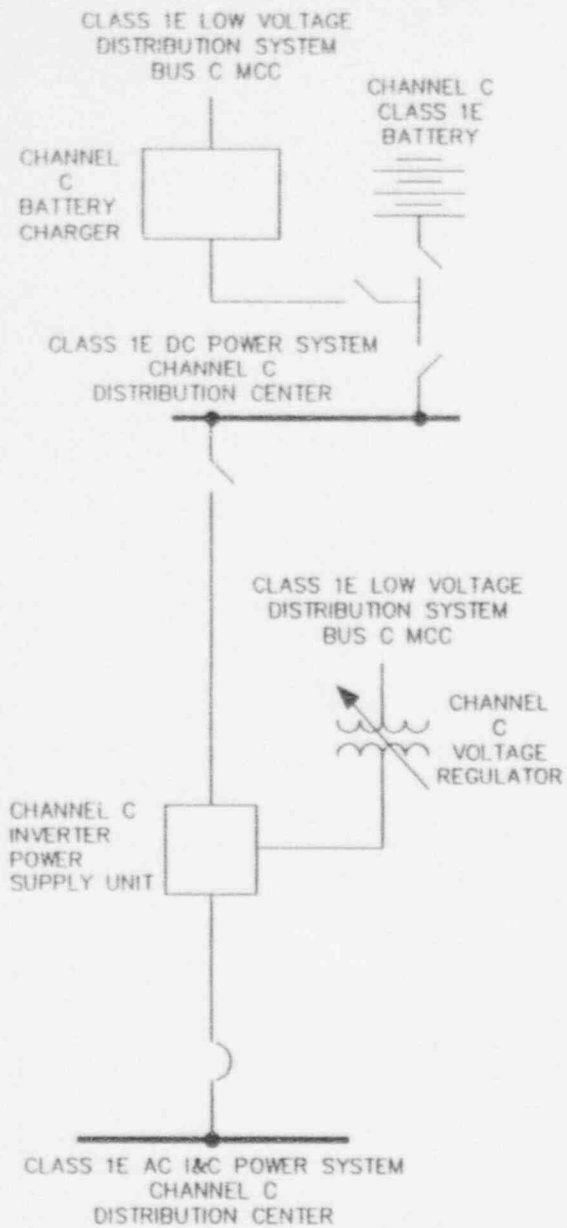 CLASS 1E LOW VOLTAGE
DISTRIBUTION SYSTEM
BUS C MCC
CHANNEL C
CLASS 1E
BATTERY
CHANNEL
C
BATTERY
CHARGER
CLASS 1E DC POWER SYSTEM
CHANNEL C
DISTRIBUTION CENTER
CLASS 1E LOW VOLTAGE
DISTRIBUTION SYSTEM
BUS C MCC
CHANNEL
C
VOLTAGE
REGULATOR
CHANNEL C
INVERTER
POWER
SUPPLY UNIT
CLASS 1E AC I&C POWER SYSTEM
CHANNEL C
DISTRIBUTION CENTER